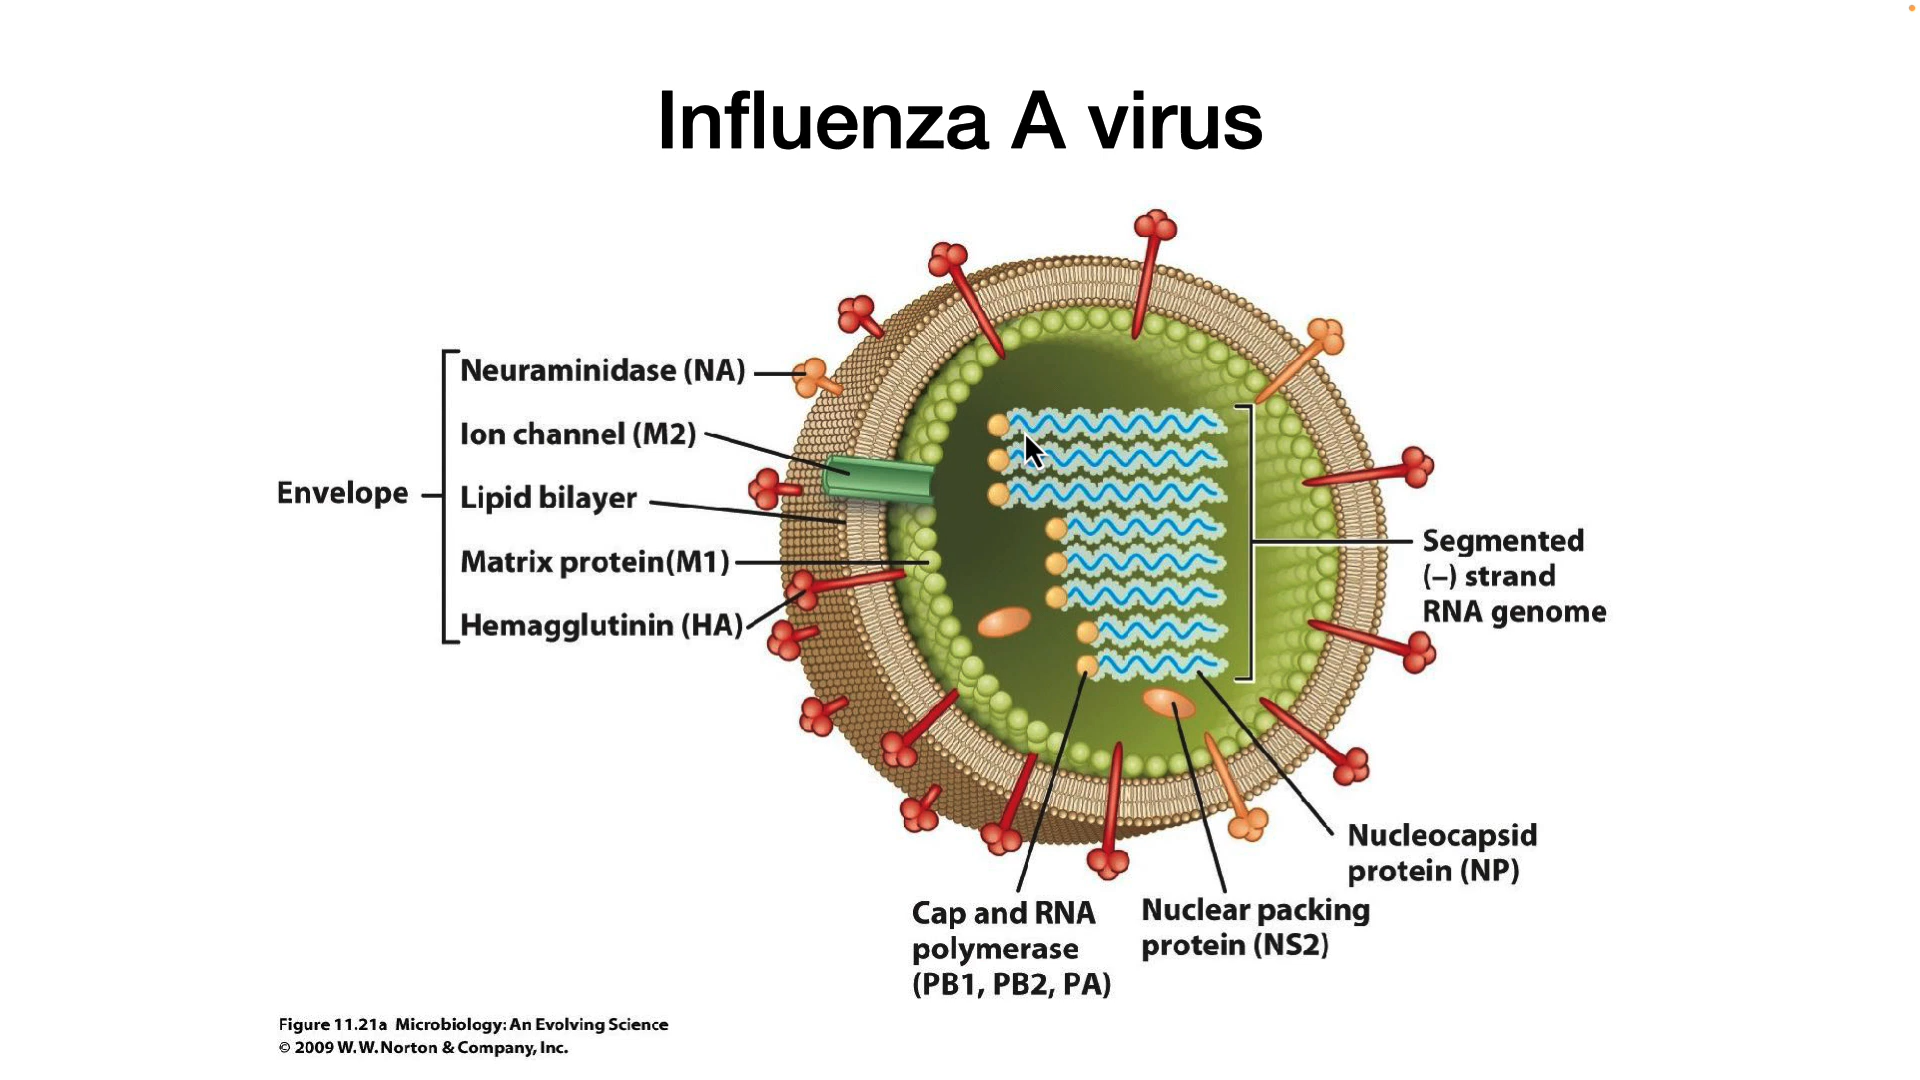 Influenza A virus
Neuraminidase (NA)
Ion channel (M2)
Envelope
Lipid bilayer
Matrix protein(M1)
Hemagglutinin (HA)
Segmented
(–) strand
RNA genome
Nucleocapsid
protein (NP)
Cap and RNA
polymerase
(PB1, PB2, PA)
Nuclear packing
protein (NS2)
Figure 11.21a Microbiology: An Evolving Science
© 2009 W. W. Norton & Company, Inc.